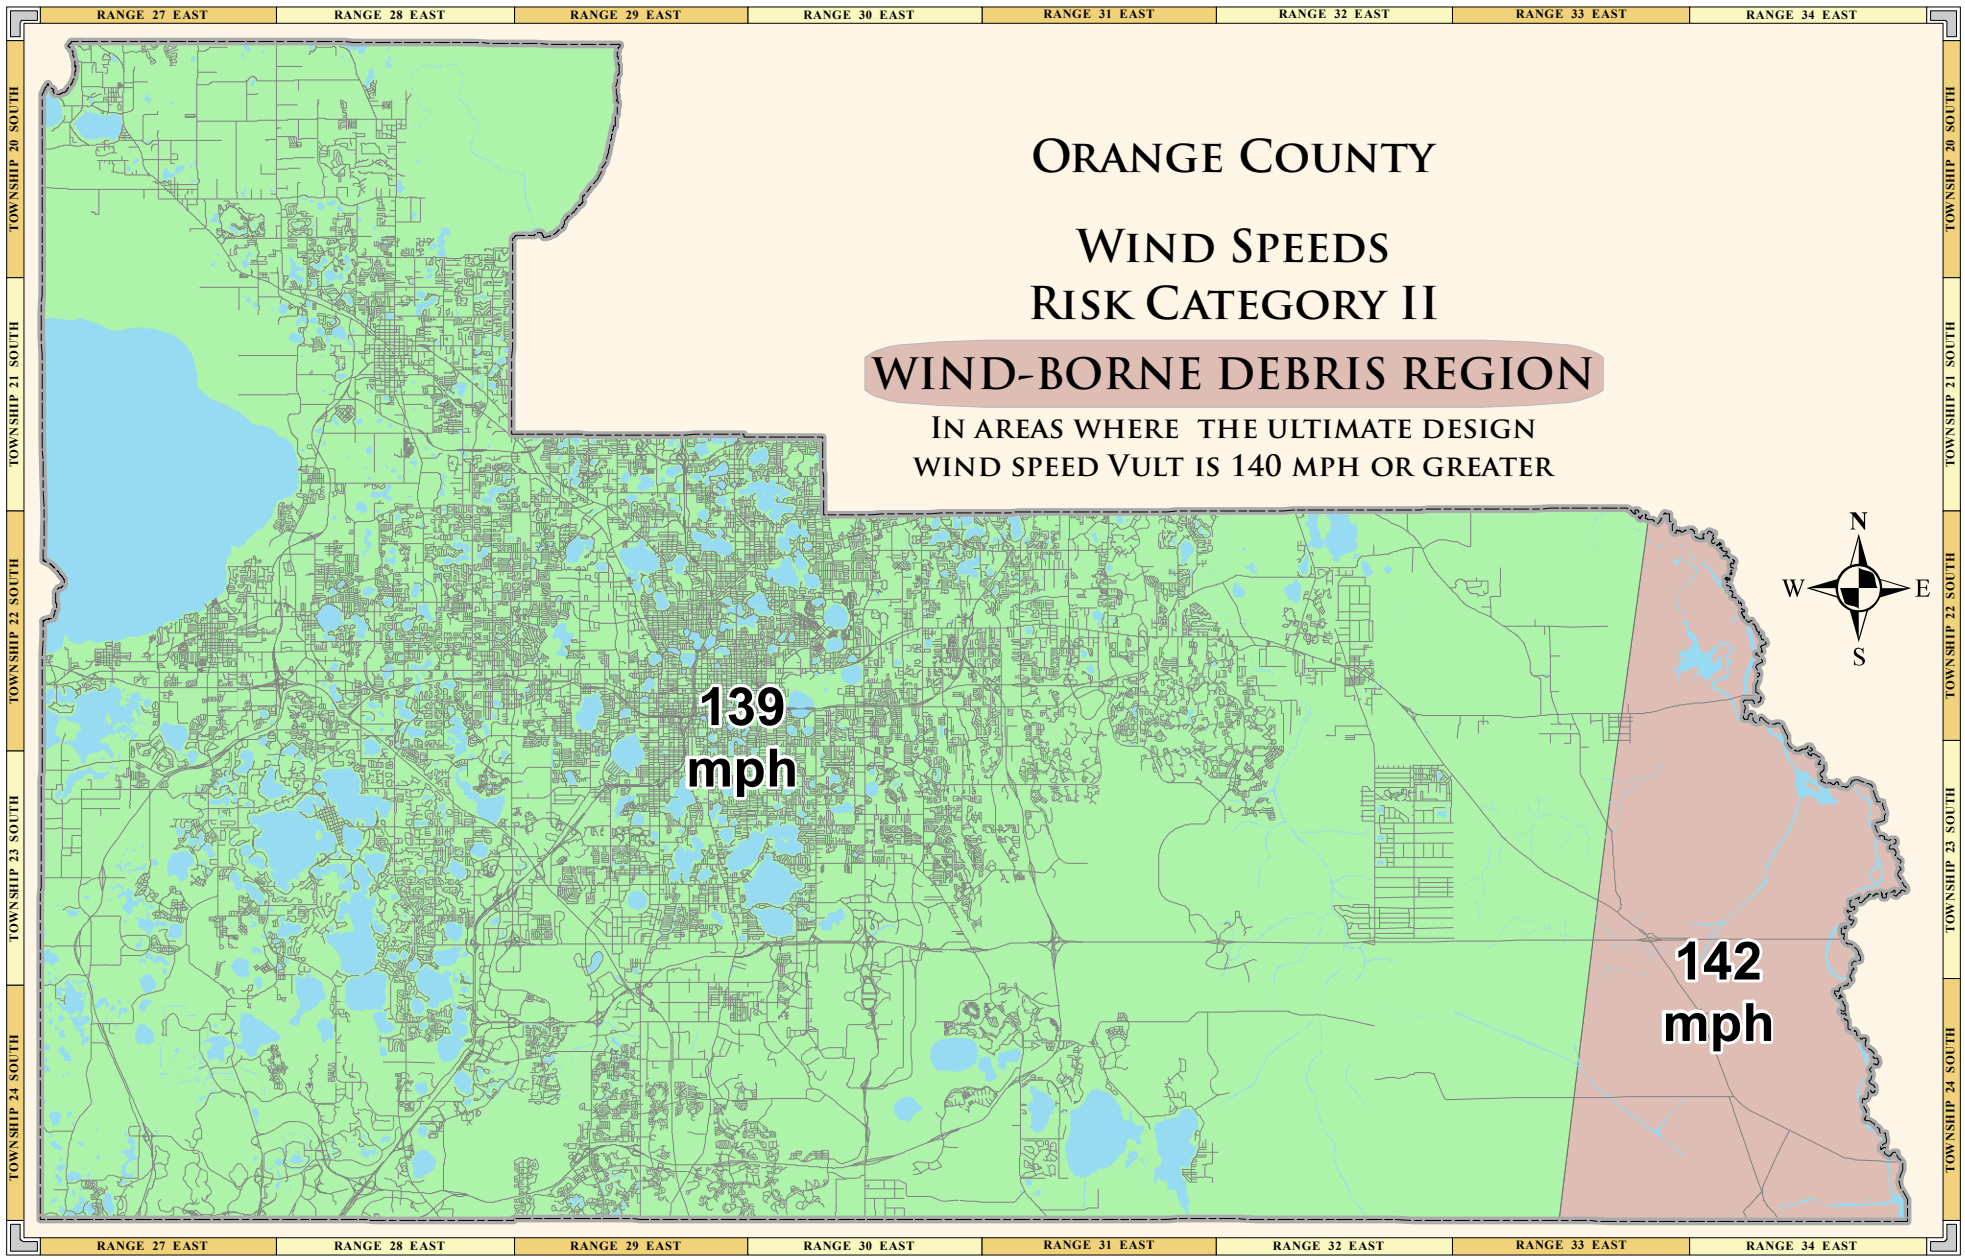 RANGE 27 EAST
RANGE 28 EAST
RANGE 29 EAST
RANGE 30 EAST
RANGE 31 EAST
RANGE 32 EAST
RANGE 33 EAST
RANGE 34 EAST
TOWNSHIP 20 SOUTH
TOWNSHIP 20 SOUTH
ORANGE COUNTY
WIND SPEEDS
RISK CATEGORY II
WIND-BORNE DEBRIS REGION
IN AREAS WHERE THE ULTIMATE DESIGN
WIND SPEED VULT IS 140 MPH OR GREATER
TOWNSHIP 21 SOUTH
TOWNSHIP 21 SOUTH
N
W
E
S
TOWNSHIP 22 SOUTH
TOWNSHIP 22 SOUTH
139
mph
TOWNSHIP 23 SOUTH
TOWNSHIP 23 SOUTH
142
mph
TOWNSHIP 24 SOUTH
TOWNSHIP 24 SOUTH
RANGE 27 EAST
RANGE 28 EAST
RANGE 29 EAST
RANGE 30 EAST
RANGE 31 EAST
RANGE 32 EAST
RANGE 33 EAST
RANGE 34 EAST